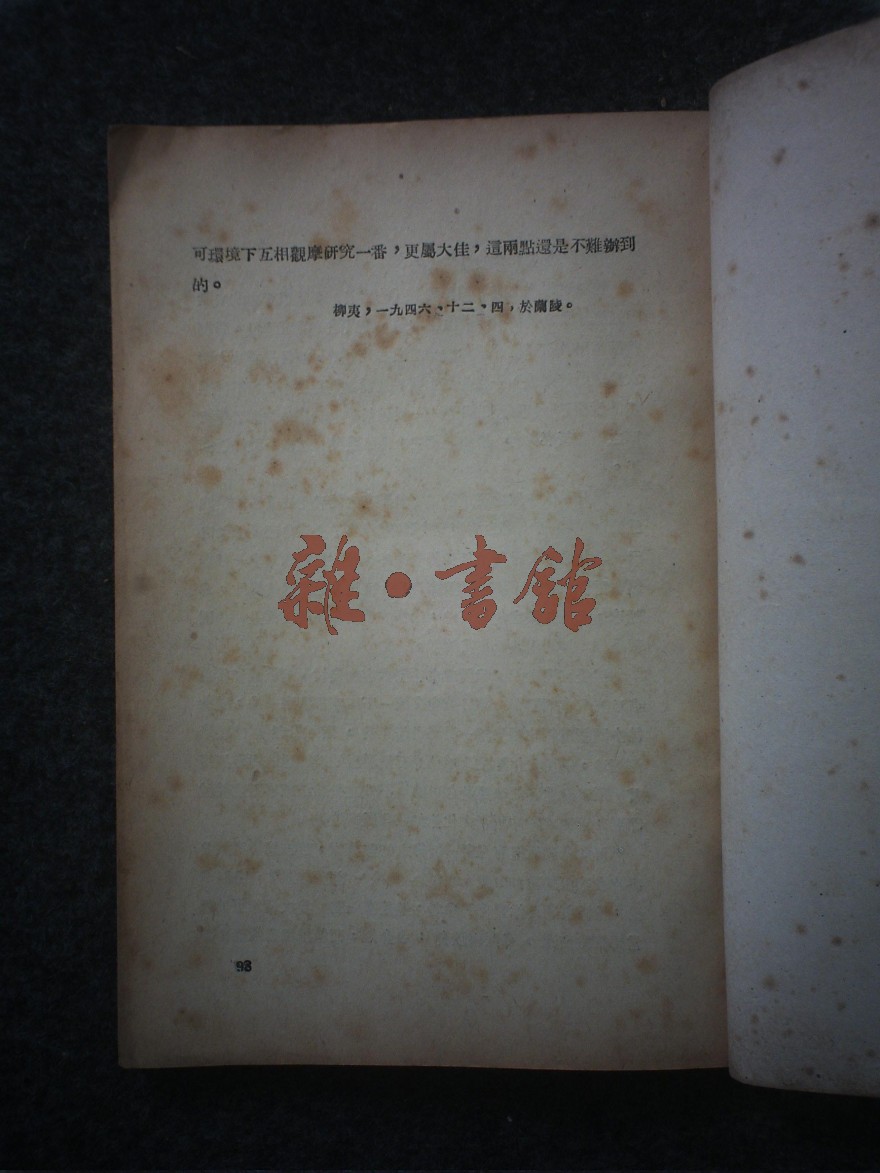 可環境下互相觀摩研究一番，更屬大佳，這兩點還是不難辦到
的。
柳夷，一九四六、十二、四，於蘭陵。
雜·書館